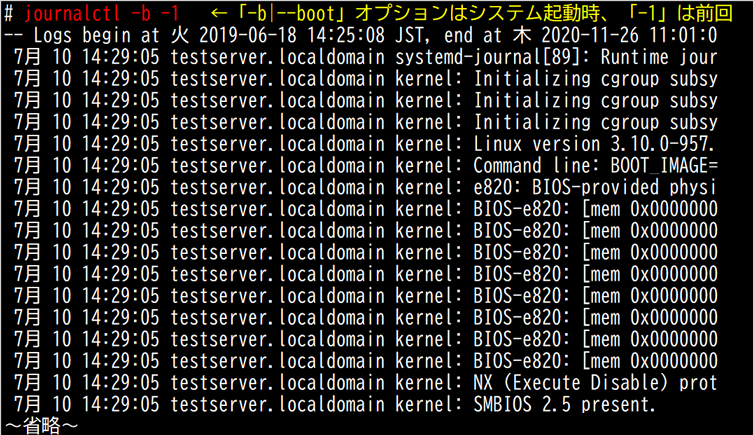 # journalctl -b -1 ←「-b|--boot」オプションはシステム起動時、「-1」は前回
-- Logs begin at 火 2019-06-18 14:25:08 JST, end at 木 2020-11-26 11:01:0
7月 10 14:29:05 testserver.localdomain systemd-journal[89]: Runtime jour
7月 10 14:29:05 testserver.localdomain kernel: Initializing cgroup subsy
7月 10 14:29:05 testserver.localdomain kernel: Initializing cgroup subsy
7月 10 14:29:05 testserver.localdomain kernel: Initializing cgroup subsy
7月 10 14:29:05 testserver.localdomain kernel: Linux version 3.10.0-957.
7月 10 14:29:05 testserver.localdomain kernel: Command line: BOOT_IMAGE=
7月 10 14:29:05 testserver.localdomain kernel: e820: BIOS-provided physi
7月 10 14:29:05 testserver.localdomain kernel: BIOS-e820: [mem 0x0000000
7月 10 14:29:05 testserver.localdomain kernel: BIOS-e820: [mem 0x0000000
7月 10 14:29:05 testserver.localdomain kernel: BIOS-e820: [mem 0x0000000
7月 10 14:29:05 testserver.localdomain kernel: BIOS-e820: [mem 0x0000000
7月 10 14:29:05 testserver.localdomain kernel: BIOS-e820: [mem 0x0000000
7月 10 14:29:05 testserver.localdomain kernel: BIOS-e820: [mem 0x0000000
7月 10 14:29:05 testserver.localdomain kernel: BIOS-e820: [mem 0x0000000
7月 10 14:29:05 testserver.localdomain kernel: BIOS-e820: [mem 0x0000000
7月 10 14:29:05 testserver.localdomain kernel: NX (Execute Disable) prot
7月 10 14:29:05 testserver.localdomain kernel: SMBIOS 2.5 present.
～省略～